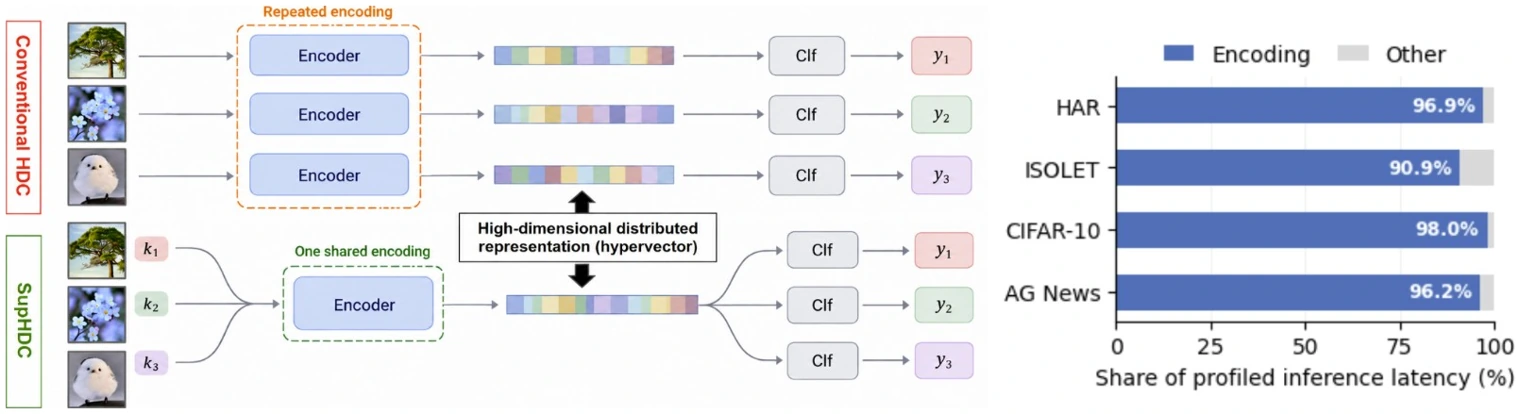 Conventional HDC
Repeated encoding
Encoder
Clf
y₁
Encoder
Clf
y₂
Encoder
Clf
y₃
High-dimensional distributed
representation (hypervector)
SupHDC
k₁
k₂
k₃
One shared encoding
Encoder
Clf
y₁
Clf
y₂
Clf
y₃
Encoding
Other
HAR
96.9%
ISOLET
90.9%
CIFAR-10
98.0%
AG News
96.2%
0 25 50 75 100
Share of profiled inference latency (%)